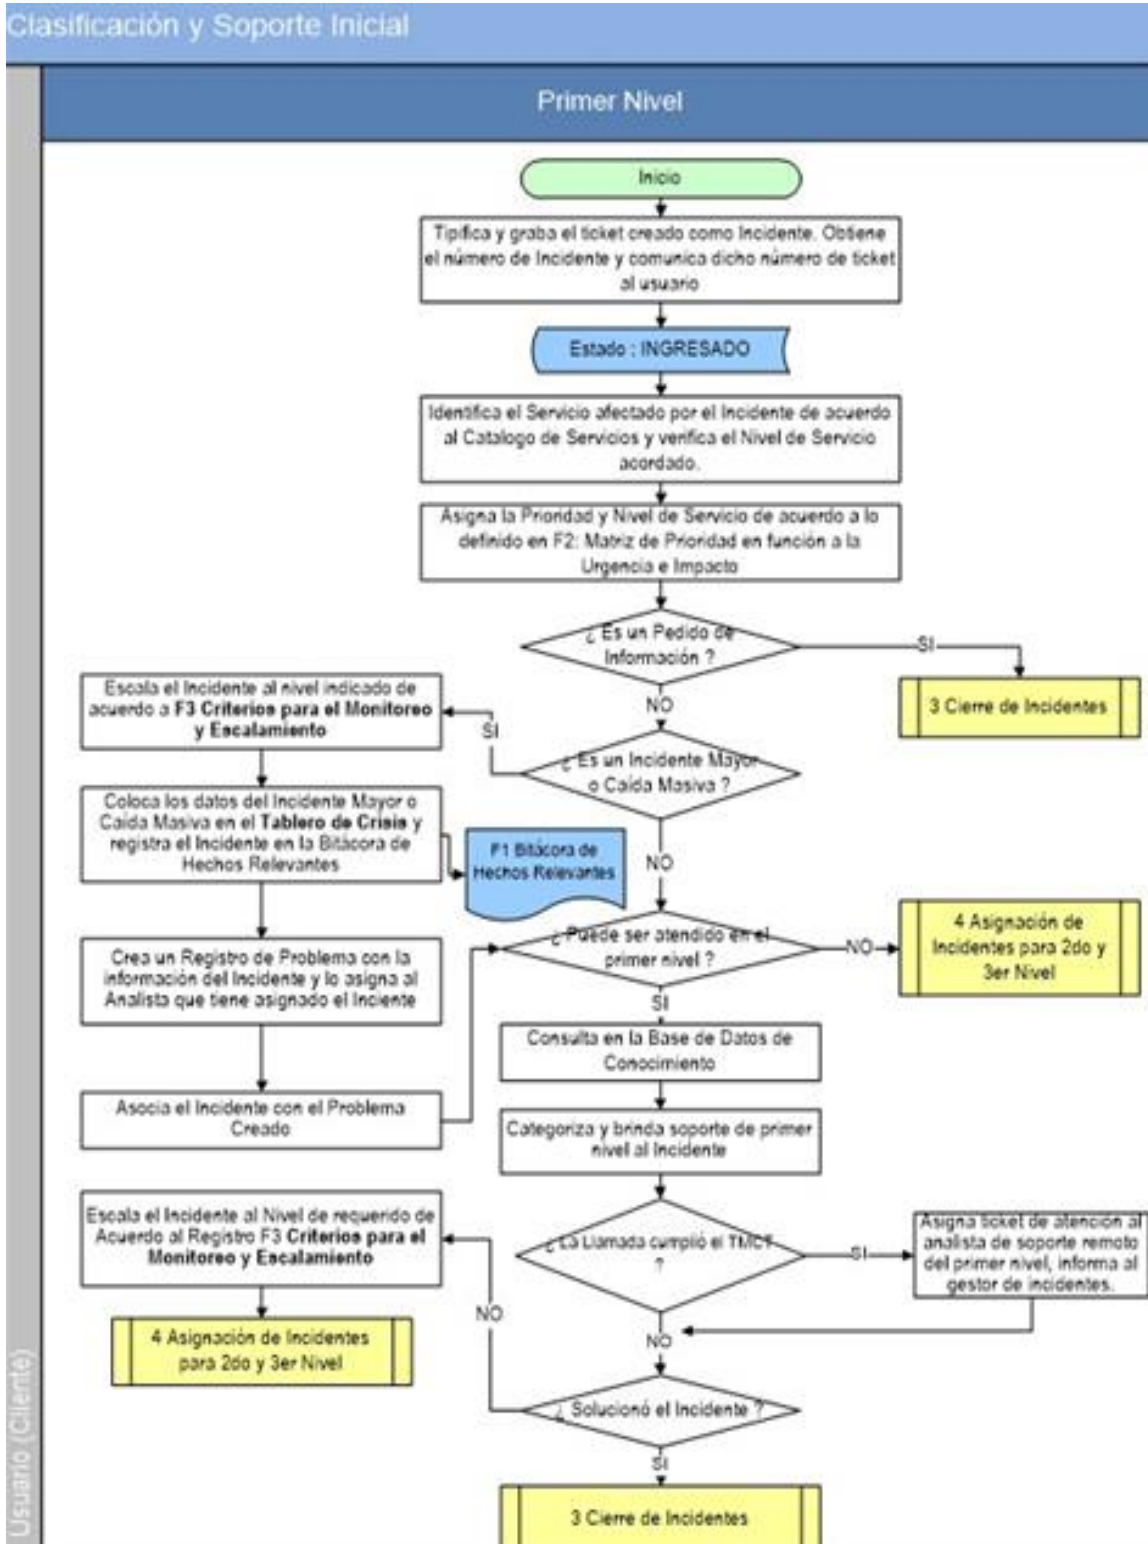 Clasificación y Soporte Inicial
Primer Nivel
Inicio
Tipifica y graba el ticket creado como Incidente. Obtiene
el número de Incidente y comunica dicho número de ticket
al usuario
Estado : INGRESADO
Identifica el Servicio afectado por el Incidente de acuerdo
al Catalogo de Servicios y verifica el Nivel de Servicio
acordado.
Asigna la Prioridad y Nivel de Servicio de acuerdo a lo
definido en F2: Matriz de Prioridad en función a la
Urgencia e Impacto
¿ Es un Pedido de
Información ?
SI
3 Cierre de Incidentes
NO
¿ Es un Incidente Mayor
o Caída Masiva ?
SI
Escala el Incidente al nivel indicado de
acuerdo a F3 Criterios para el Monitoreo
y Escalamiento
Coloca los datos del Incidente Mayor o
Caída Masiva en el Tablero de Crisis y
registra el Incidente en la Bitácora de
Hechos Relevantes
F1 Bitácora de
Hechos Relevantes
Crea un Registro de Problema con la
información del Incidente y lo asigna al
Analista que tiene asignado el Inciente
Asocia el Incidente con el Problema
Creado
NO
¿ Puede ser atendido en el
primer nivel ?
NO
4 Asignación de
Incidentes para 2do y
3er Nivel
SI
Consulta en la Base de Datos de
Conocimiento
Categoriza y brinda soporte de primer
nivel al Incidente
¿ La Llamada cumplió el TMCT
?
SI
Asigna ticket de atención al
analista de soporte remoto
del primer nivel, informa al
gestor de incidentes.
NO
¿ Solucionó el Incidente ?
NO
Escala el Incidente al Nivel de requerido de
Acuerdo al Registro F3 Criterios para el
Monitoreo y Escalamiento
4 Asignación de Incidentes
para 2do y 3er Nivel
SI
3 Cierre de Incidentes
Usuario (Cliente)